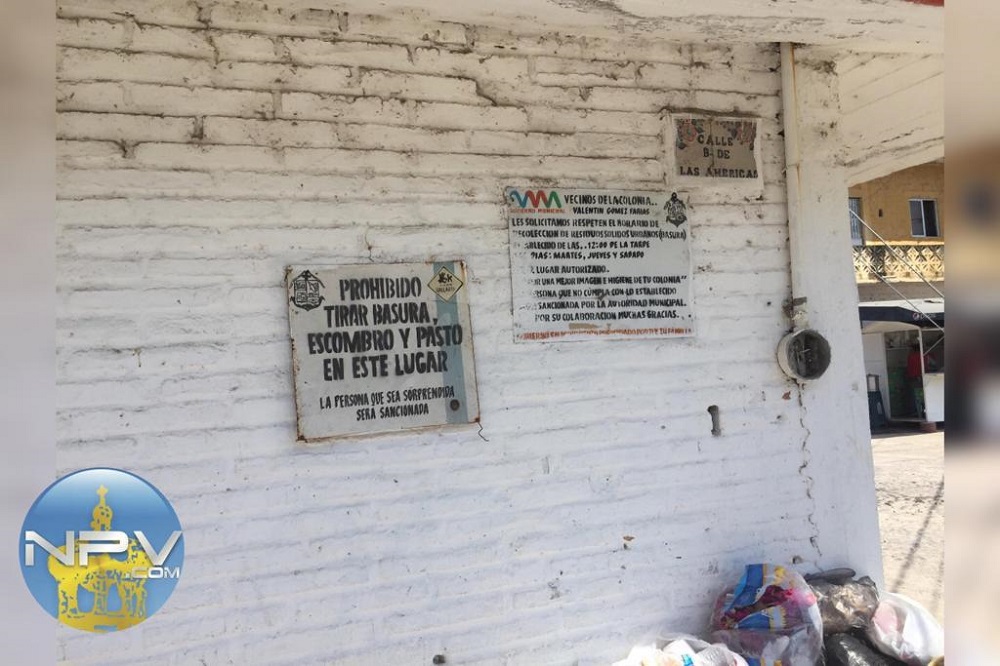 CALLE
B. DE
LAS AMERICAS
VECINOS DE LA COLONIA..
VALENTIN GOMEZ FARIAS
LES SOLICITAMOS RESPETEN EL HORARIO DE
RECOLECCION DE RESIDUOS SOLIDOS URBANOS (BASURA)
ESTABLECIDO DE LAS,. 12:00 DE LA TARDE
DIAS: MARTES, JUEVES Y SABADO
LUGAR AUTORIZADO.
POR UNA MEJOR IMAGEN E HIGIENE DE TU COLONIA"
PERSONA QUE NO CUMPLA CON LO ESTABLECIDO
SANCIONADA POR LA AUTORIDAD MUNICIPAL.
POR SU COLABORACION MUCHAS GRACIAS.
PROHIBIDO
TIRAR BASURA,
ESCOMBRO Y PASTO
EN ESTE LUGAR
LA PERSONA QUE SEA SORPRENDIDA
SERA SANCIONADA
NPV
.COM